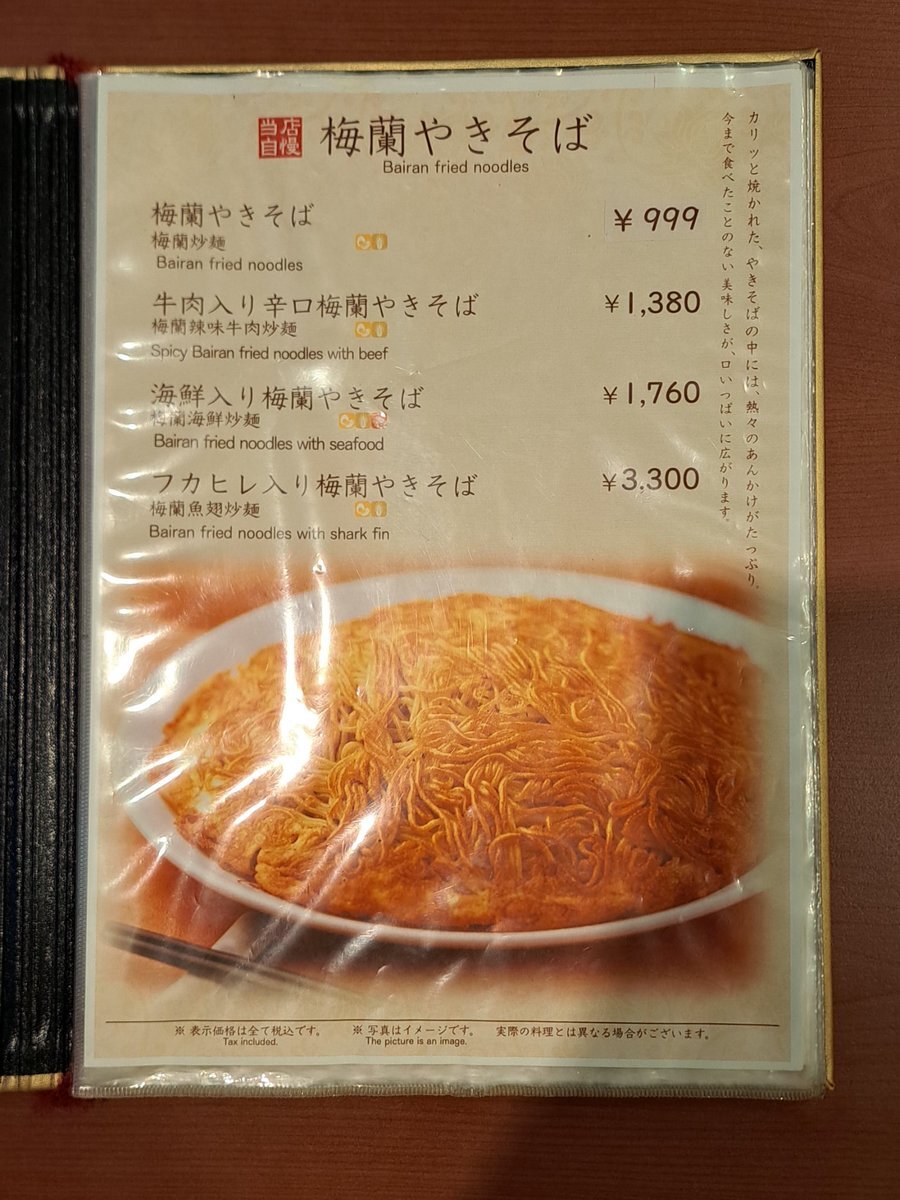 当店自慢
梅蘭やきそば
Bairan fried noodles
梅蘭やきそば
¥999
梅蘭炒麺
Bairan fried noodles
牛肉入り辛口梅蘭やきそば
¥1,380
梅蘭辣味牛肉炒麺
Spicy Bairan fried noodles with beef
海鮮入り梅蘭やきそば
¥1,760
梅蘭海鮮炒麺
Bairan fried noodles with seafood
フカヒレ入り梅蘭やきそば
¥3,300
梅蘭魚翅炒麺
Bairan fried noodles with shark fin
カリッと焼かれた、やきそばの中には、熱々のあんかけがたっぷり。
今まで食べたことのない美味しさが、口いっぱいに広がります。
※ 表示価格は全て税込です。
Tax included.
※ 写真はイメージです。 実際の料理とは異なる場合がございます。
The picture is an image.